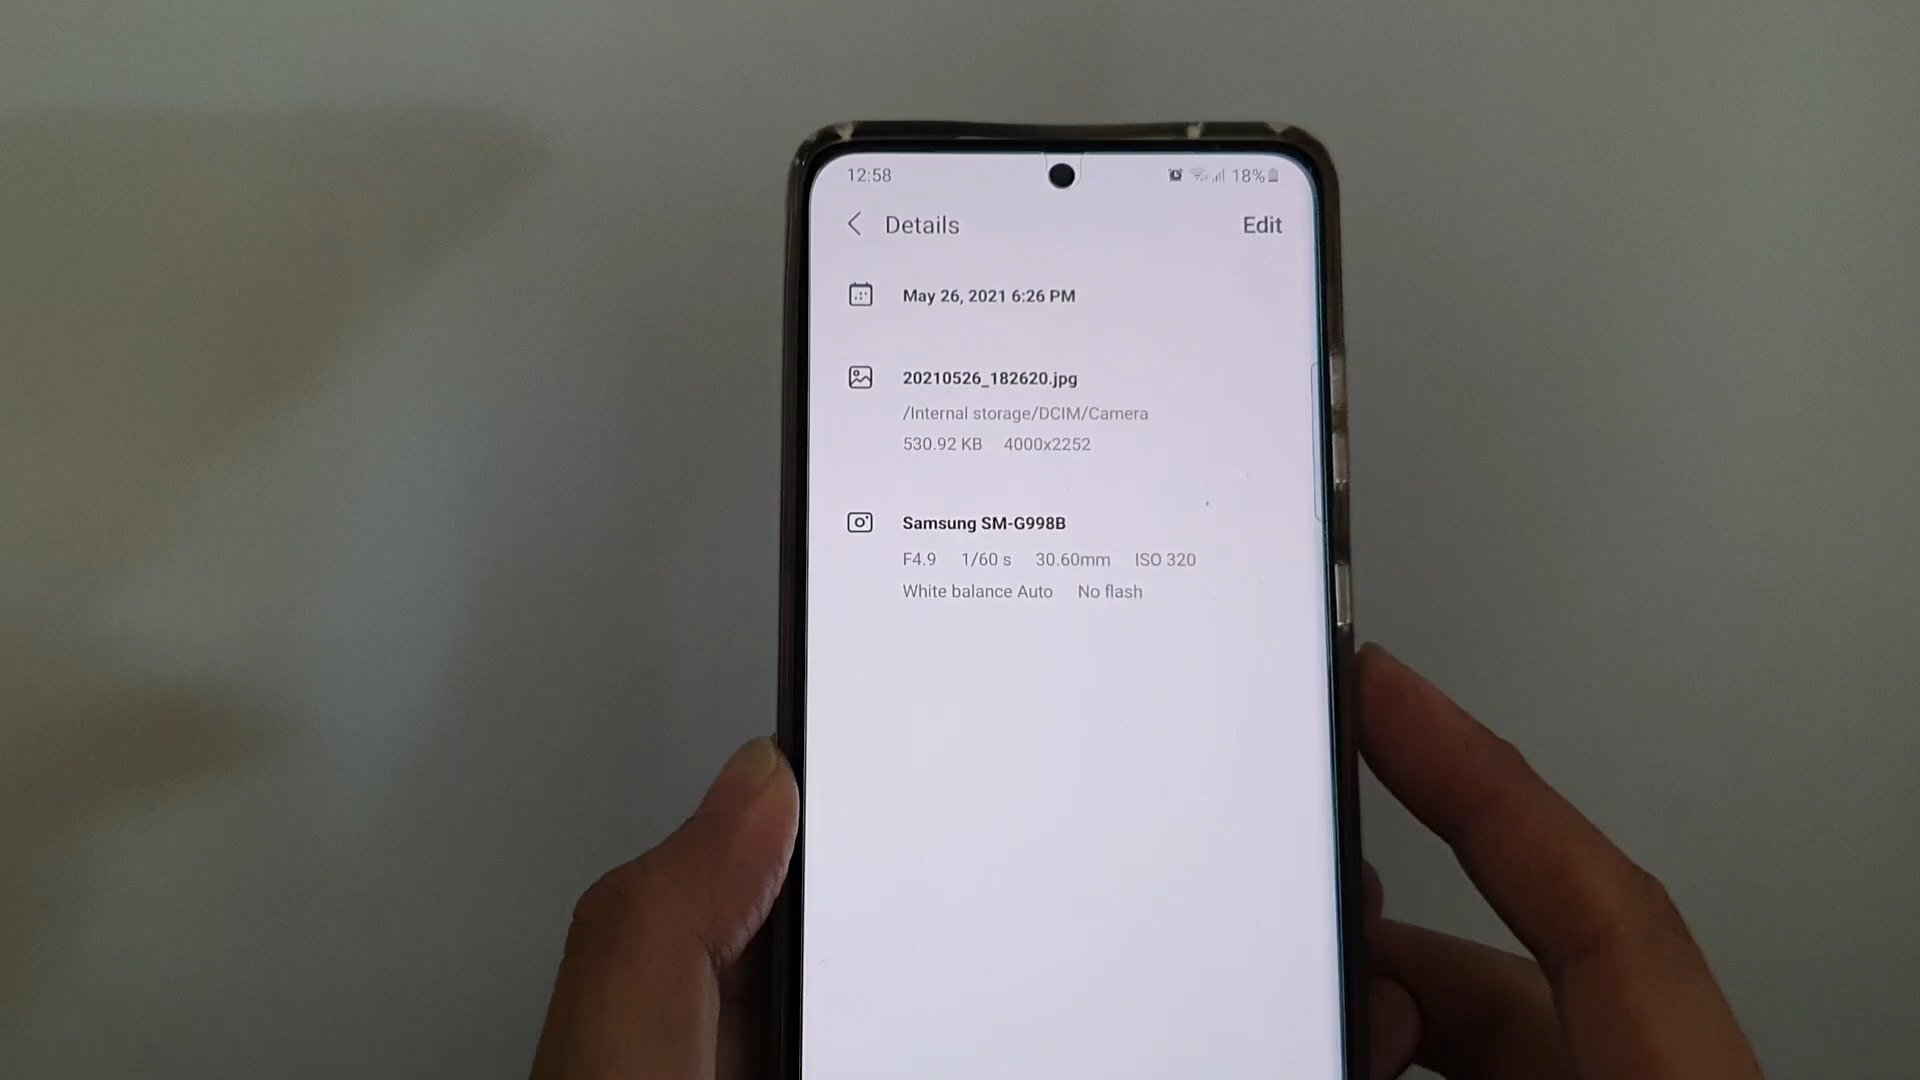 12:58 18%
Details Edit
May 26, 2021 6:26 PM
20210526_182620.jpg
/Internal storage/DCIM/Camera
530.92 KB 4000x2252
Samsung SM-G998B
F4.9 1/60 s 30.60mm ISO 320
White balance Auto No flash